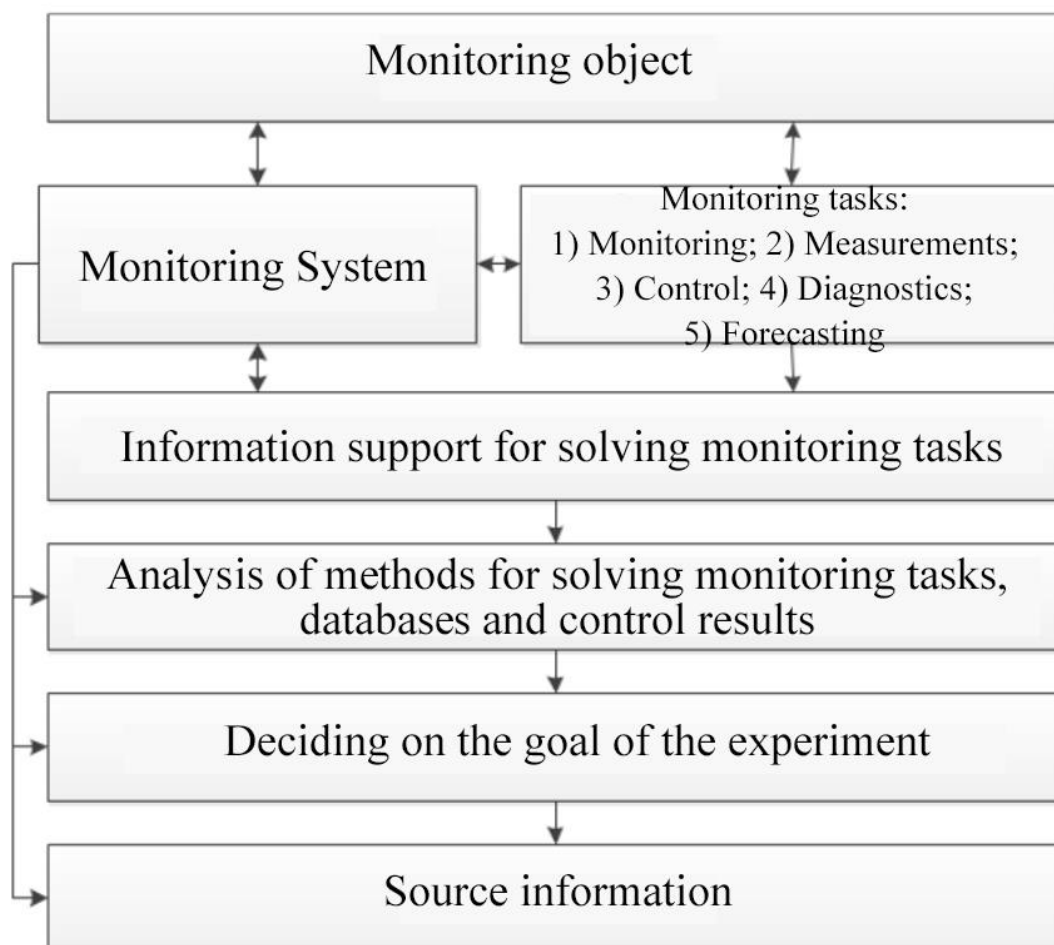 Monitoring object
Monitoring System
Monitoring tasks:
1) Monitoring; 2) Measurements;
3) Control; 4) Diagnostics;
5) Forecasting
Information support for solving monitoring tasks
Analysis of methods for solving monitoring tasks,
databases and control results
Deciding on the goal of the experiment
Source information